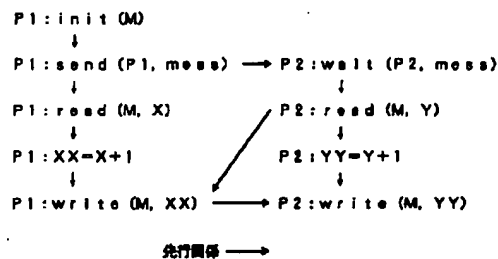 P1:init(M)
P1:send(P1, mess) P2:wait(P2, mess)
P1:read(M, X) P2:read(M, Y)
P1:XX=X+1 P2:YY=Y+1
P1:write(M, XX) P2:write(M, YY)
先行関係